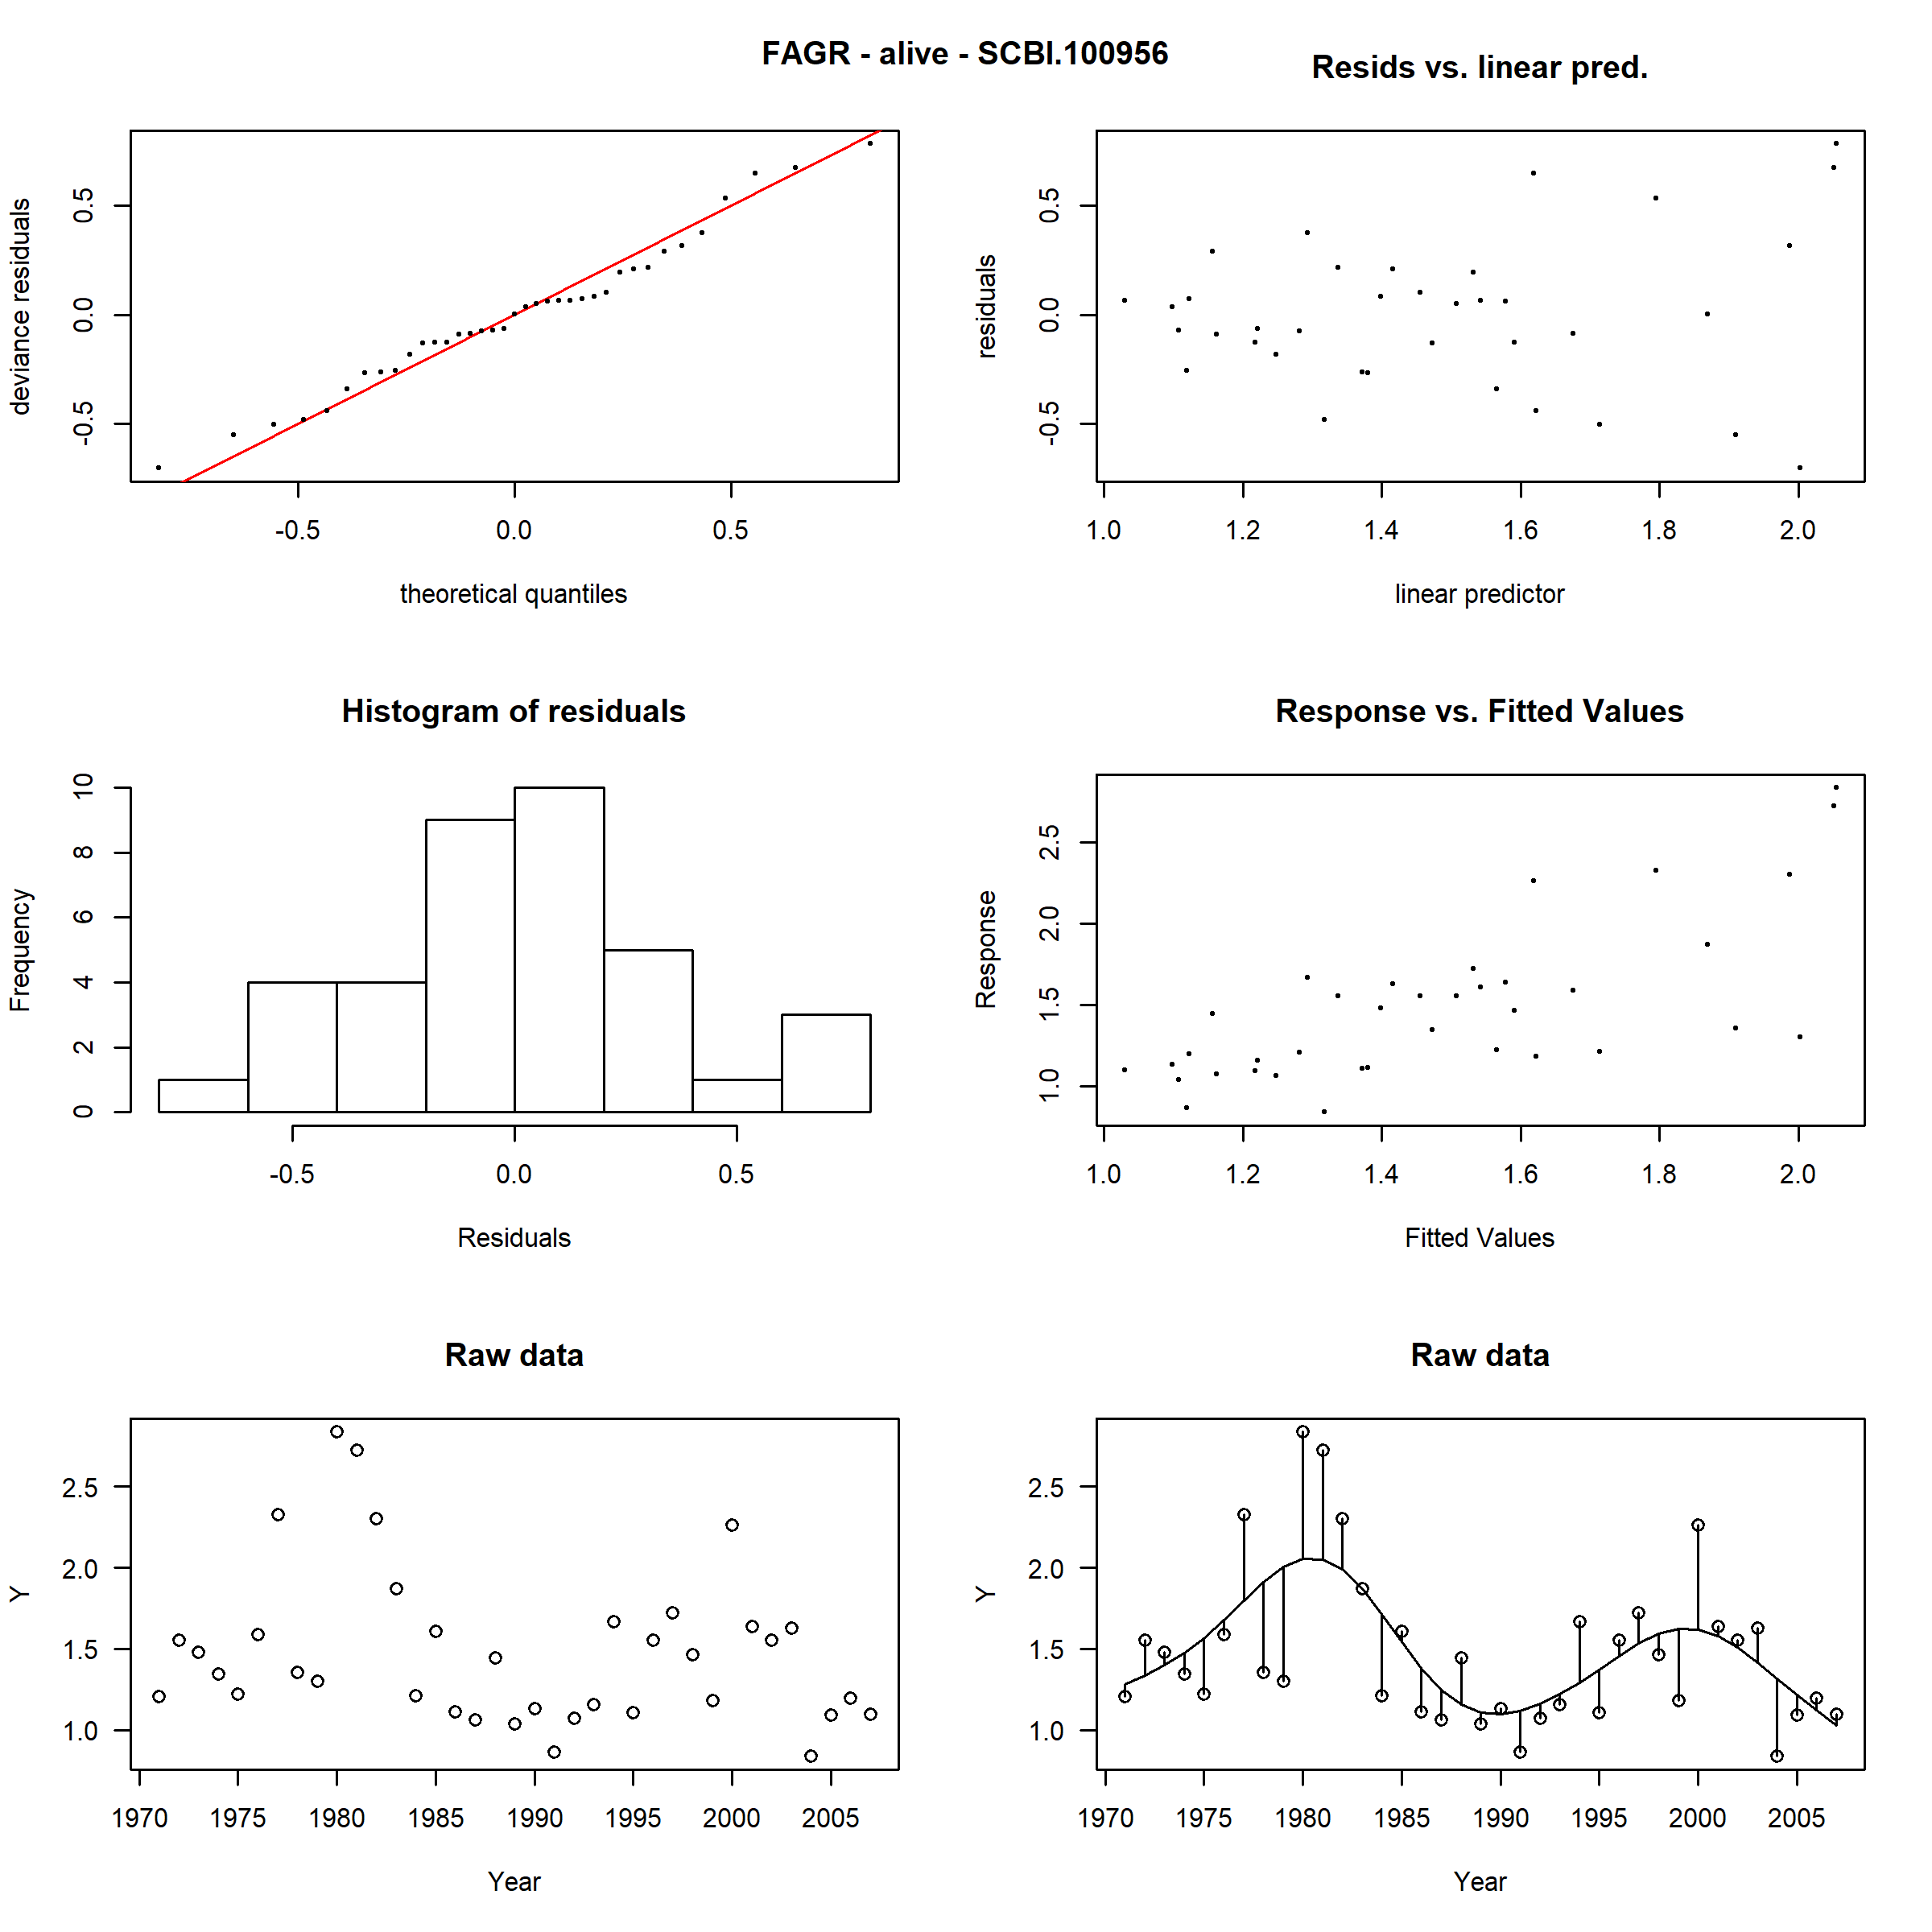 FAGR - alive - SCBI.100956
Resids vs. linear pred.
deviance residuals
-0.5 0.0 0.5
-0.5 0.0 0.5
theoretical quantiles
residuals
-0.5 0.0 0.5
1.0 1.2 1.4 1.6 1.8 2.0
linear predictor
Histogram of residuals
Frequency
0 2 4 6 8 10
-0.5 0.0 0.5
Residuals
Response vs. Fitted Values
Response
1.0 1.5 2.0 2.5
1.0 1.2 1.4 1.6 1.8 2.0
Fitted Values
Raw data
Y
2.5
2.0
1.5
1.0
1970 1975 1980 1985 1990 1995 2000 2005
Year
Raw data
Y
2.5
2.0
1.5
1.0
1970 1975 1980 1985 1990 1995 2000 2005
Year